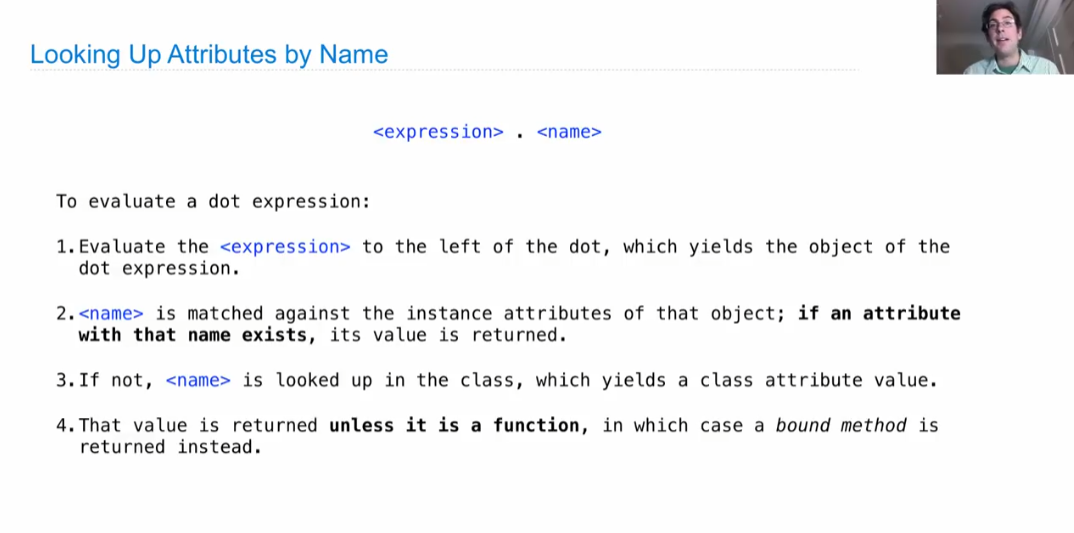 Looking Up Attributes by Name
<expression> . <name>
To evaluate a dot expression:
1. Evaluate the <expression> to the left of the dot, which yields the object of the
dot expression.
2. <name> is matched against the instance attributes of that object; if an attribute
with that name exists, its value is returned.
3. If not, <name> is looked up in the class, which yields a class attribute value.
4. That value is returned unless it is a function, in which case a bound method is
returned instead.